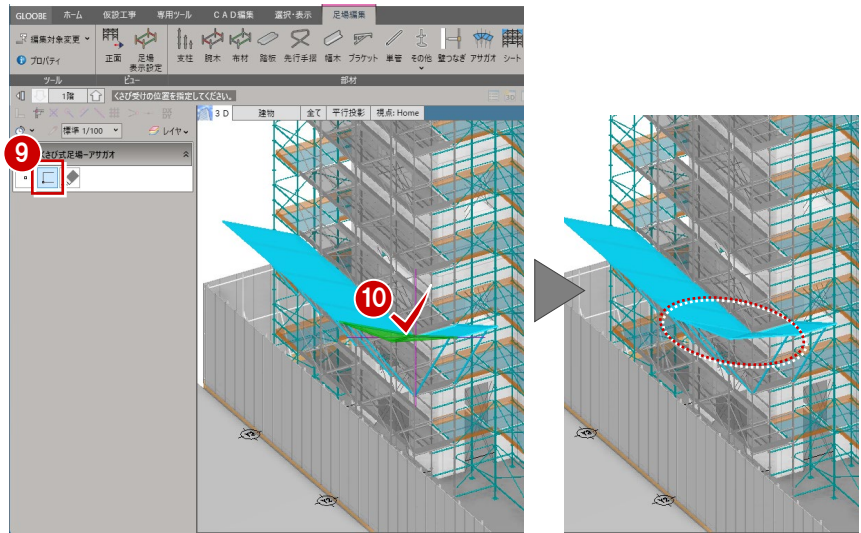 GLOOBE ホーム 仮設工事 専用ツール CAD編集 選択・表示 足場編集
編集対象変更
プロパティ
正面 足場表示設定
支柱 腕木 布材 踏板 先行手摺 幅木 ブラケット 単管 その他 壁つなぎ アサガオ シート
ツール ビュー 部材
1階 くさび受けの位置を指定してください。
3D 建物 全て 平行投影 視点: Home
標準 1/100 レイヤ
9
くさび式足場-アサガオ
10
Y3
Y3
Y2
Y2